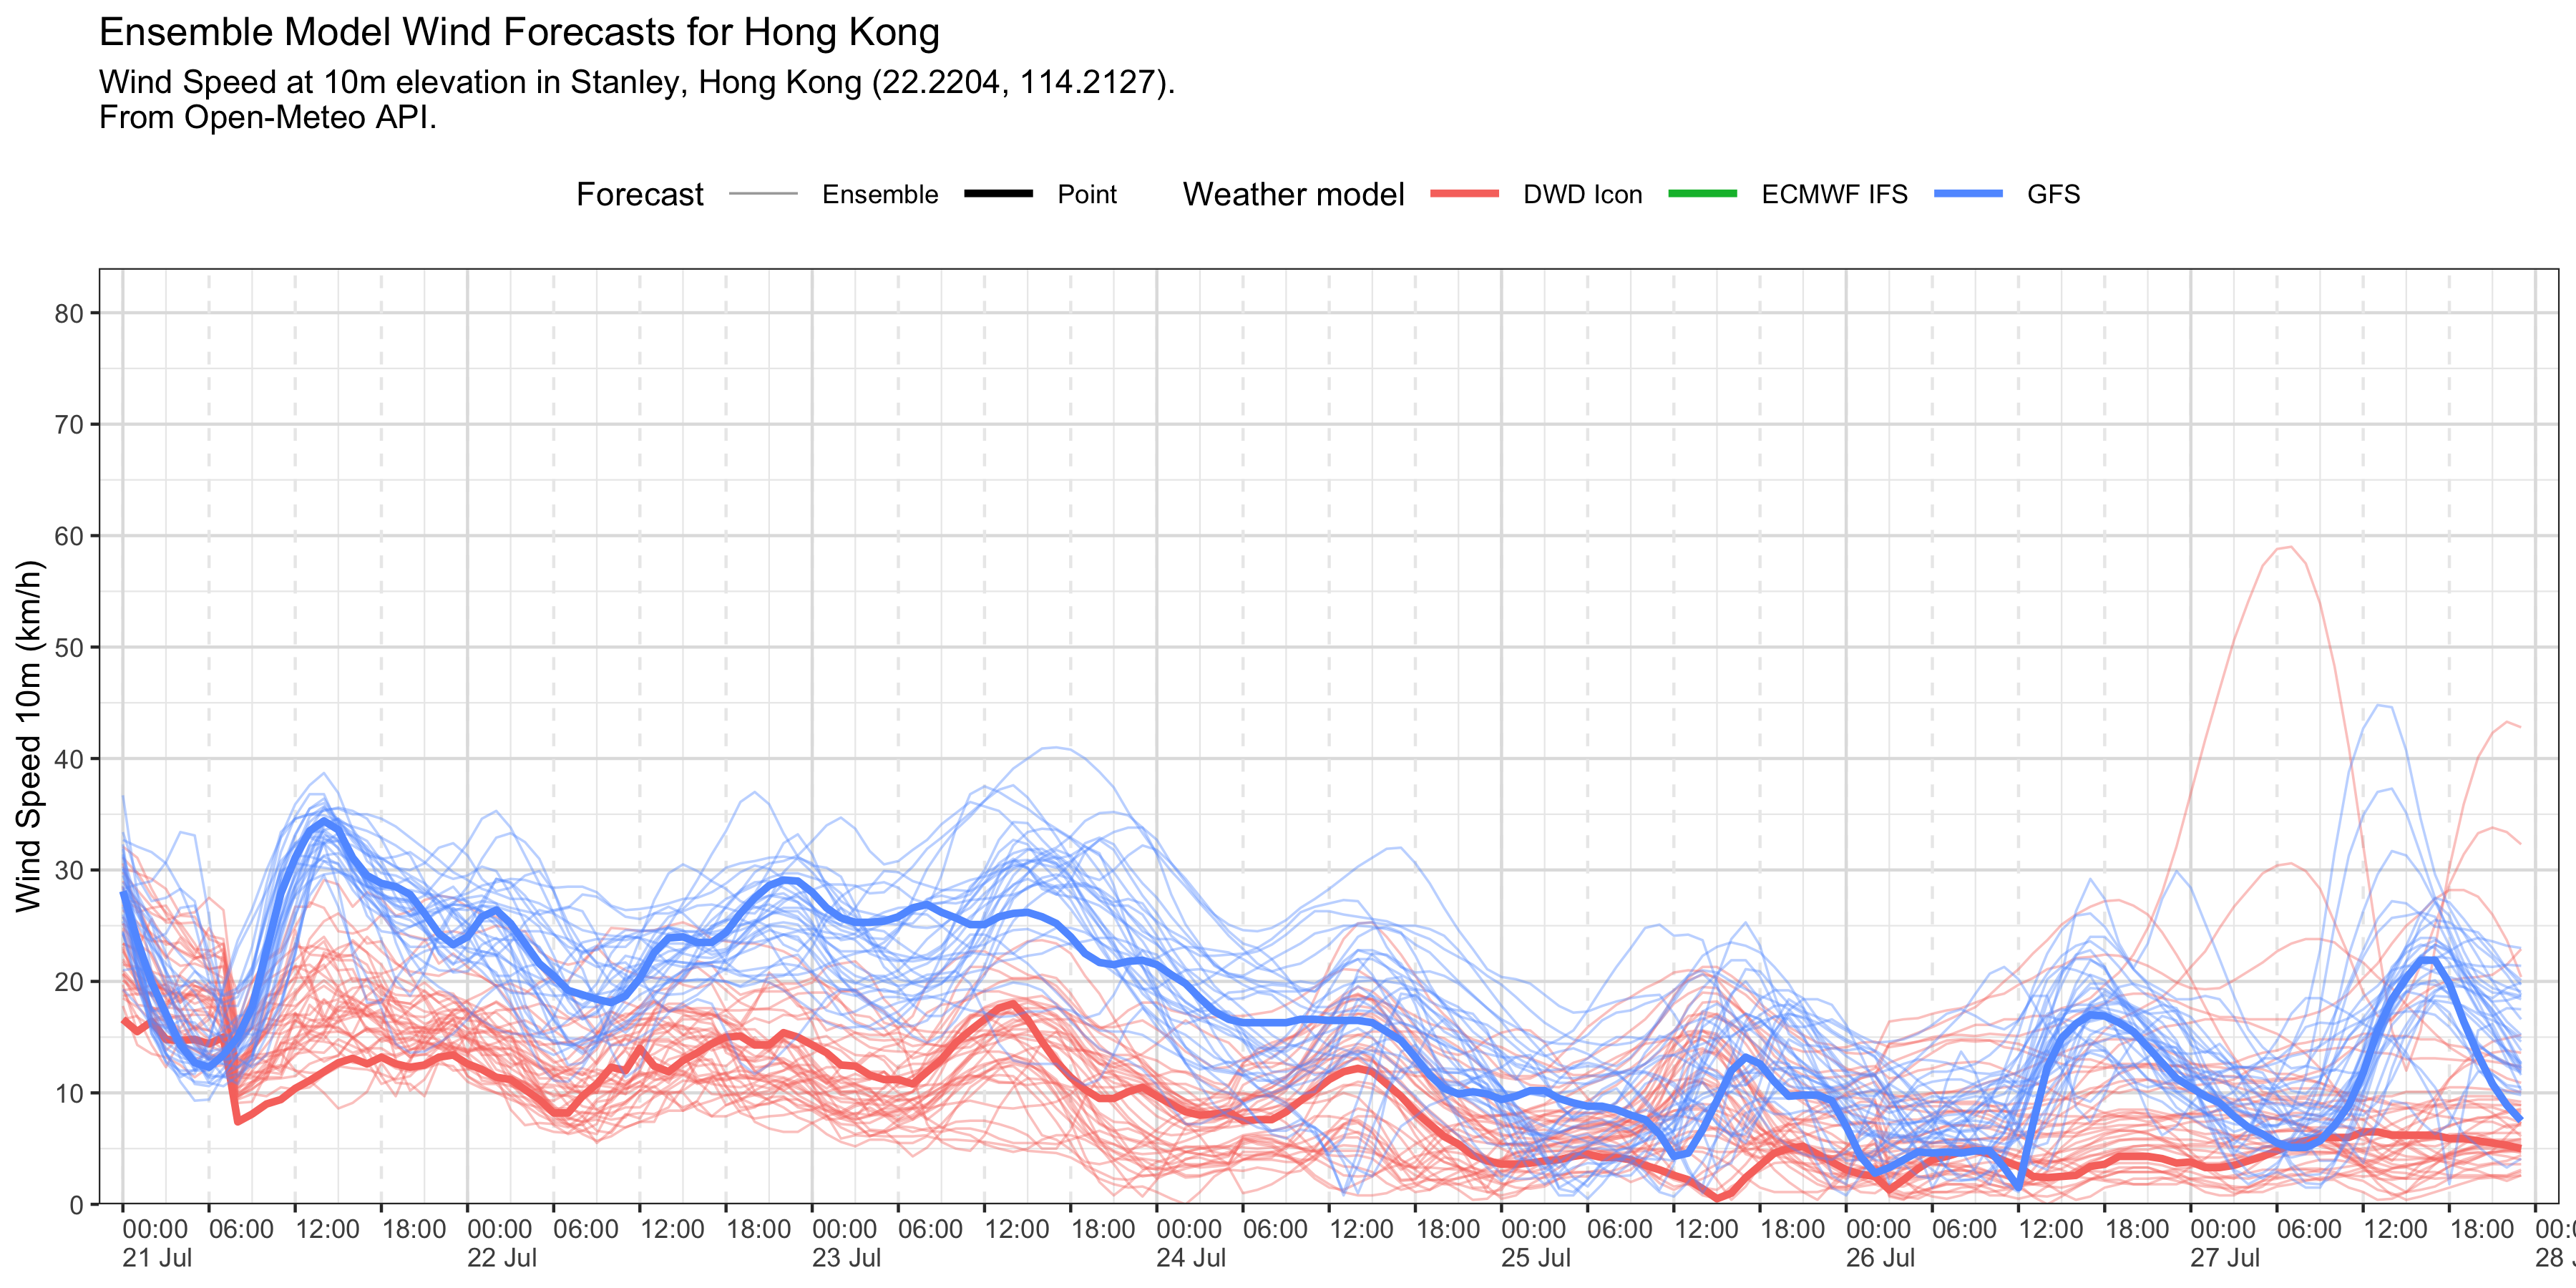 Ensemble Model Wind Forecasts for Hong Kong
Wind Speed at 10m elevation in Stanley, Hong Kong (22.2204, 114.2127).
From Open-Meteo API.
Forecast Ensemble Point Weather model DWD Icon ECMWF IFS GFS
Wind Speed 10m (km/h)
80
70
60
50
40
30
20
10
0
00:00 06:00 12:00 18:00 00:00 06:00 12:00 18:00 00:00 06:00 12:00 18:00 00:00 06:00 12:00 18:00 00:00 06:00 12:00 18:00 00:00 06:00 12:00 18:00 00:00 06:00 12:00 18:00 00:
21 Jul 22 Jul 23 Jul 24 Jul 25 Jul 26 Jul 27 Jul 28